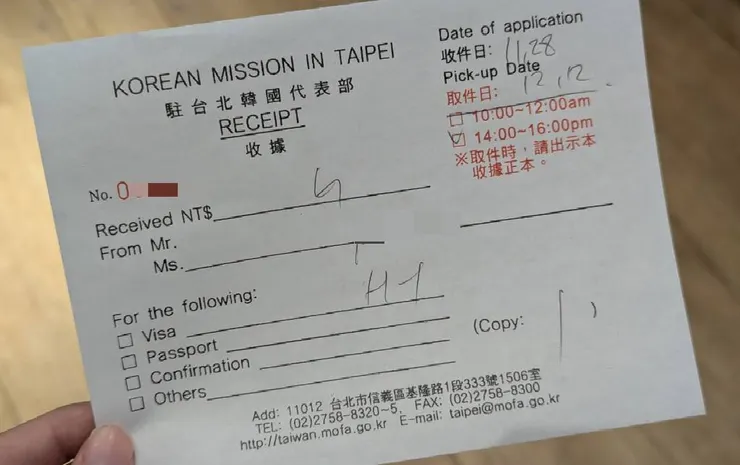 KOREAN MISSION IN TAIPEI
駐台北韓國代表部
RECEIPT
收據
Date of application
收件日: 11,28
Pick-up Date
取件日: 12,12
10:00~12:00am
14:00~16:00pm
※取件時，請出示本
收據正本。
No. 0
Received NT$
From Mr.
Ms.
For the following:
Visa H1
Passport
Confirmation
Others
(Copy: )
Add: 11012 台北市信義區基隆路1段333號1506室
TEL: (02)2758-8320~5, FAX: (02)2758-8300
http://taiwan.mofa.go.kr E-mail: taipei@mofa.go.kr